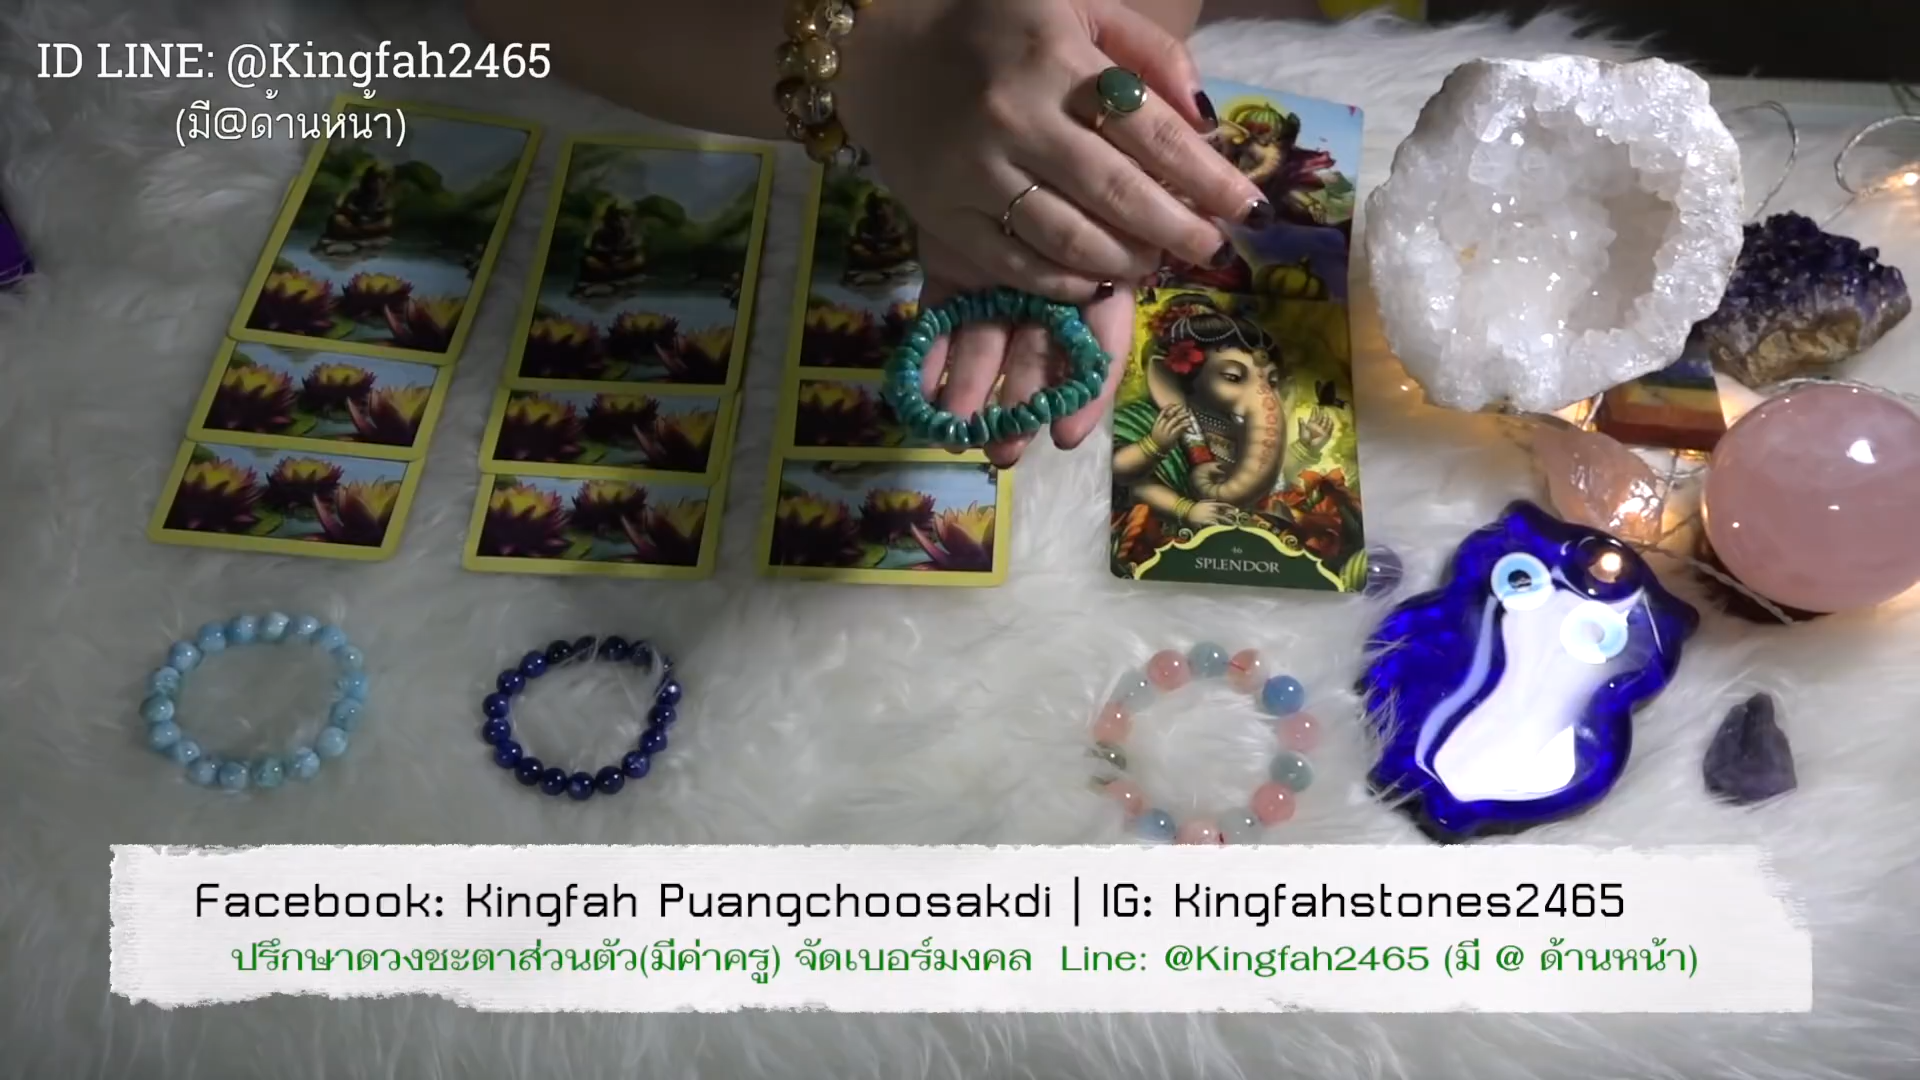 ID LINE: @Kingfah2465
(มี@ด้านหน้า)
46
SPLENDOR
Facebook: Kingfah Puangchoosakdi | IG: Kingfahstones2465
ปรึกษาดวงชะตาส่วนตัว(มีค่าครู) จัดเบอร์มงคล Line: @Kingfah2465 (มี @ ด้านหน้า)